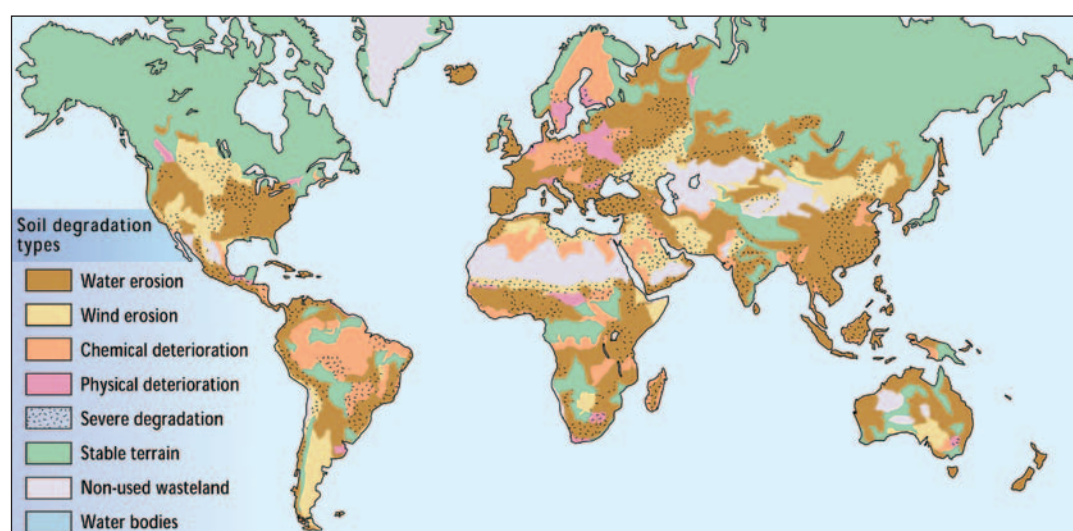 Soil degradation
types
Water erosion
Wind erosion
Chemical deterioration
Physical deterioration
Severe degradation
Stable terrain
Non-used wasteland
Water bodies